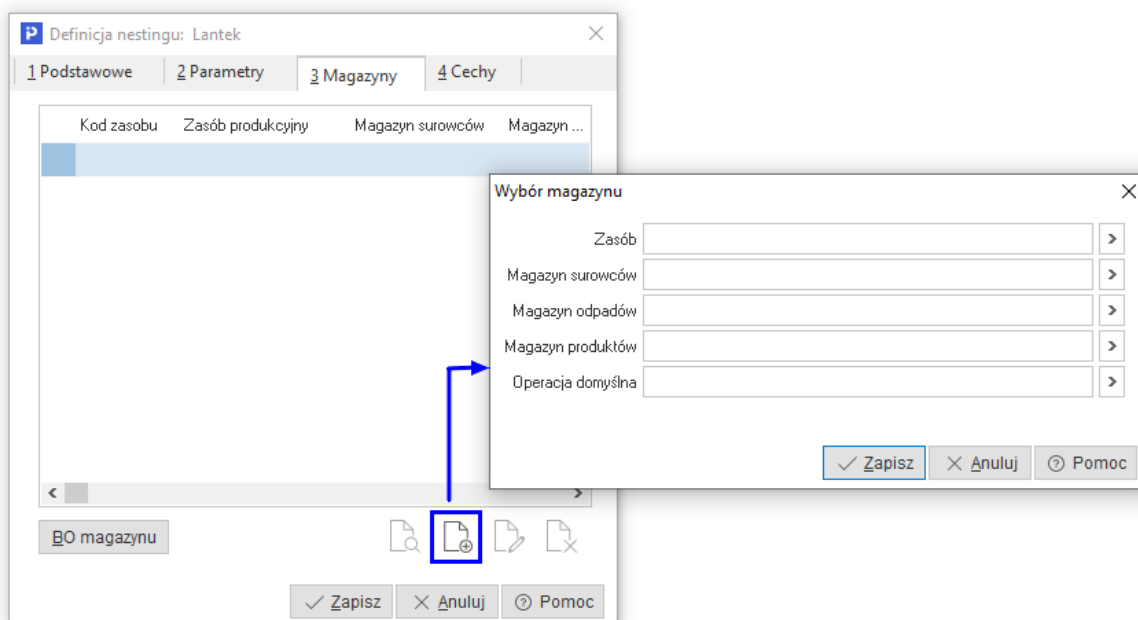 Definicja nestingu: Lantek
1 Podstawowe 2 Parametry 3 Magazyny 4 Cechy
Kod zasobu Zasób produkcyjny Magazyn surowców Magazyn ...
BO magazynu
Zapisz Anuluj Pomoc
Wybór magazynu
Zasób
Magazyn surowców
Magazyn odpadów
Magazyn produktów
Operacja domyślna
Zapisz Anuluj Pomoc